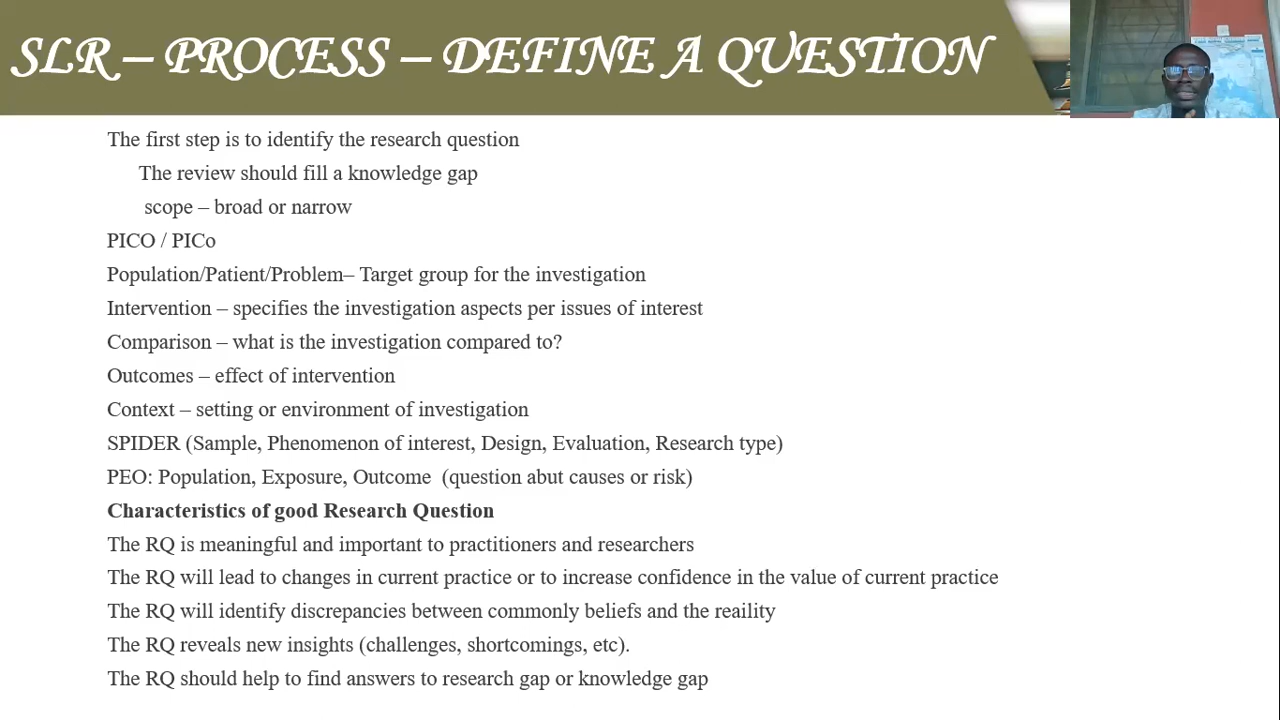 SLR – PROCESS – DEFINE A QUESTION
The first step is to identify the research question
The review should fill a knowledge gap
scope – broad or narrow
PICO / PICo
Population/Patient/Problem– Target group for the investigation
Intervention – specifies the investigation aspects per issues of interest
Comparison – what is the investigation compared to?
Outcomes – effect of intervention
Context – setting or environment of investigation
SPIDER (Sample, Phenomenon of interest, Design, Evaluation, Research type)
PEO: Population, Exposure, Outcome  (question abut causes or risk)
Characteristics of good Research Question
The RQ is meaningful and important to practitioners and researchers
The RQ will lead to changes in current practice or to increase confidence in the value of current practice
The RQ will identify discrepancies between commonly beliefs and the reaility
The RQ reveals new insights (challenges, shortcomings, etc).
The RQ should help to find answers to research gap or knowledge gap